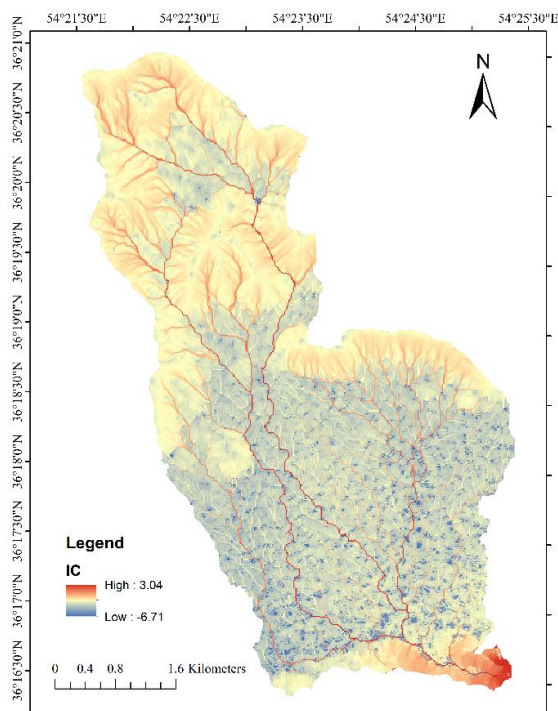 54°21'30"E 54°22'30"E 54°23'30"E 54°24'30"E 54°25'30"E
36°21'0"N
N
36°20'30"N
36°20'0"N
36°19'30"N
36°19'0"N
36°18'30"N
36°18'0"N
36°17'30"N
Legend
IC
High : 3.04
Low : -6.71
36°17'0"N
36°16'30"N
0 0.4 0.8 1.6 Kilometers